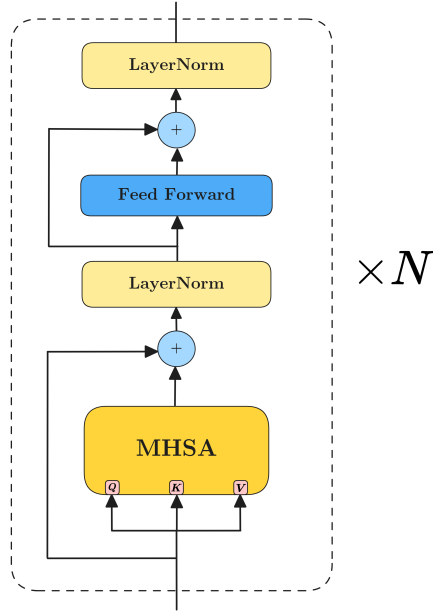 LayerNorm
+
Feed Forward
LayerNorm
+
MHSA
Q K V
×N